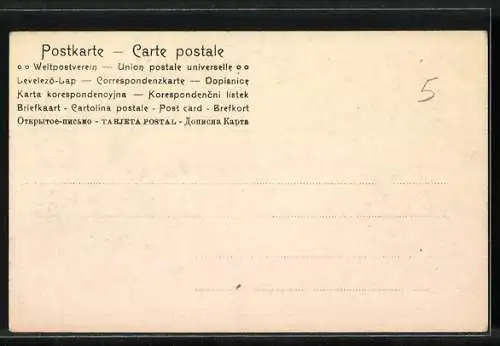 Postkarte — Carte postale
Weltpostverein — Union postale universelle
Levelező-Lap — Correspondenzkarte — Dopisnice
Karta korespondencyjna — Korespondenční lístek
Briefkaart - Cartolina postale - Post card - Brefkort
Открытое-письмо - TARJETA POSTAL - Дописна Карта
5